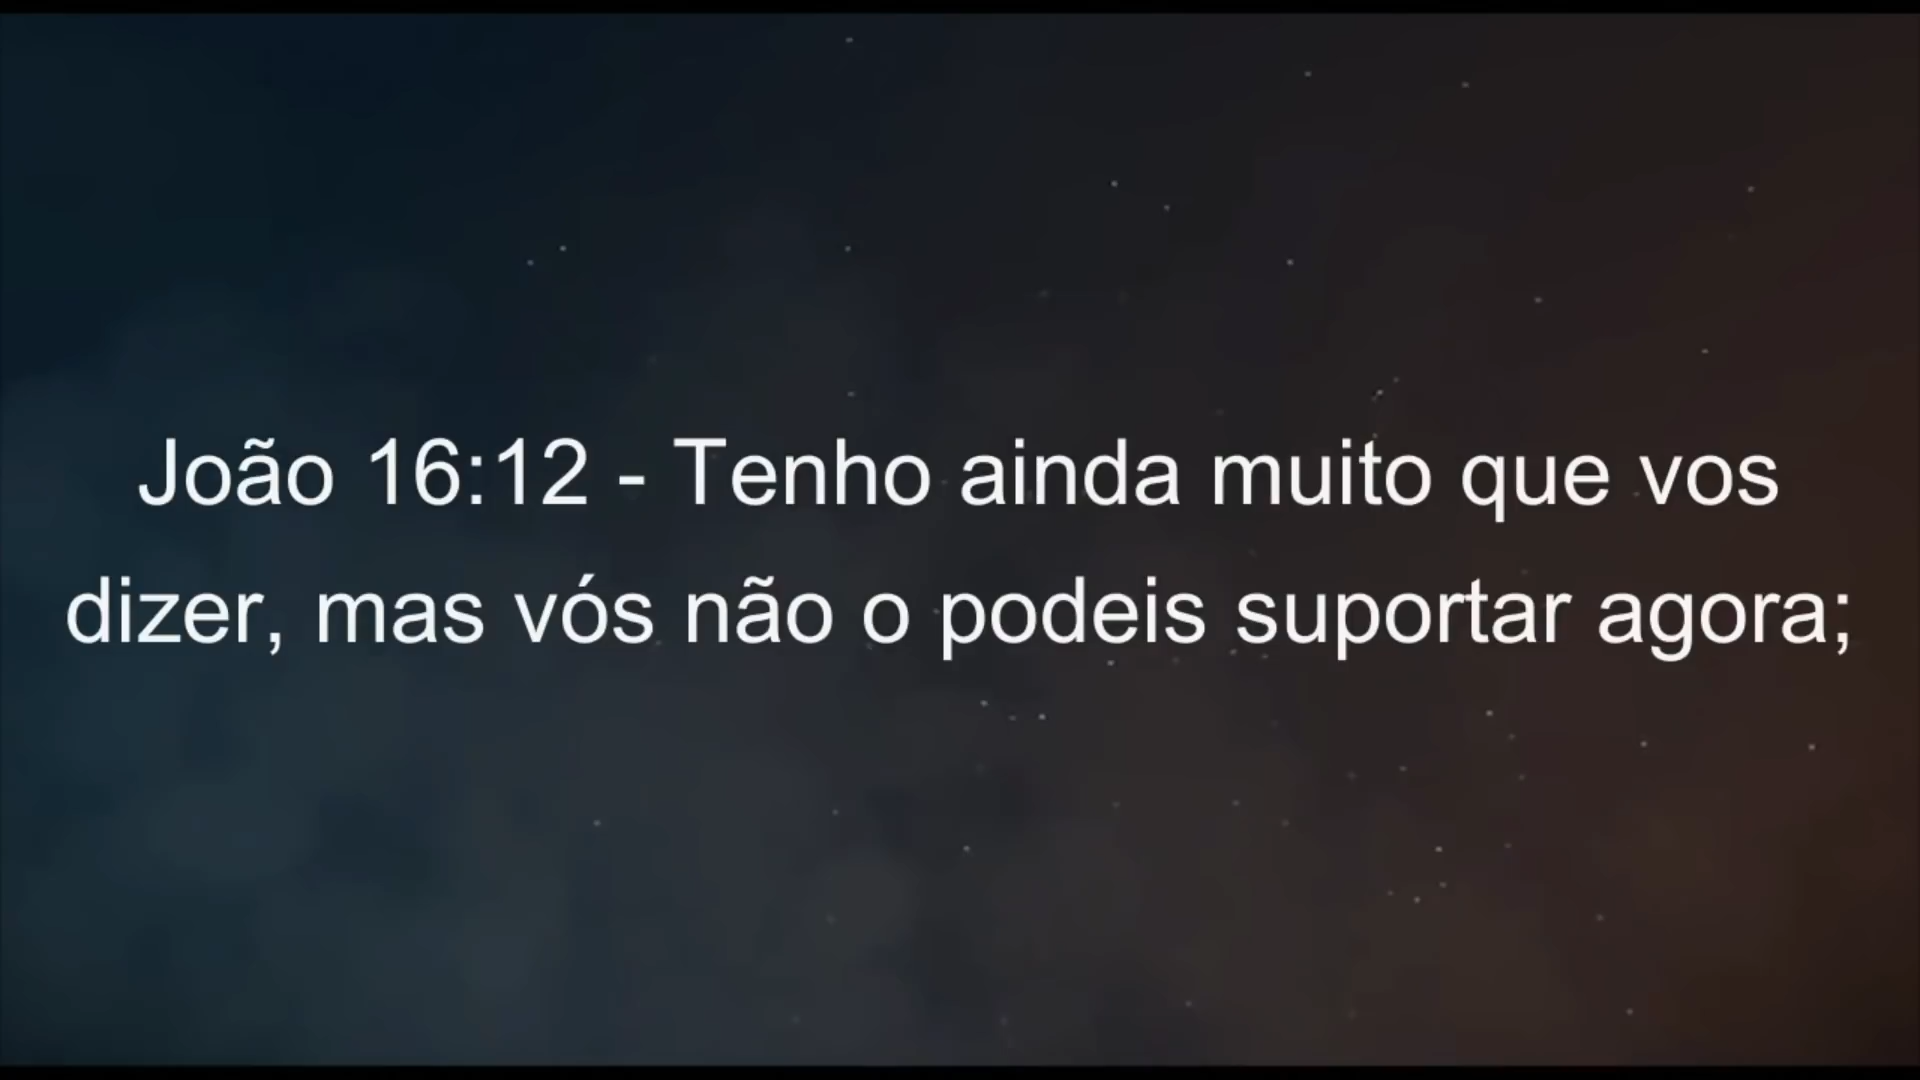 João 16:12 - Tenho ainda muito que vos
dizer, mas vós não o podeis suportar agora;